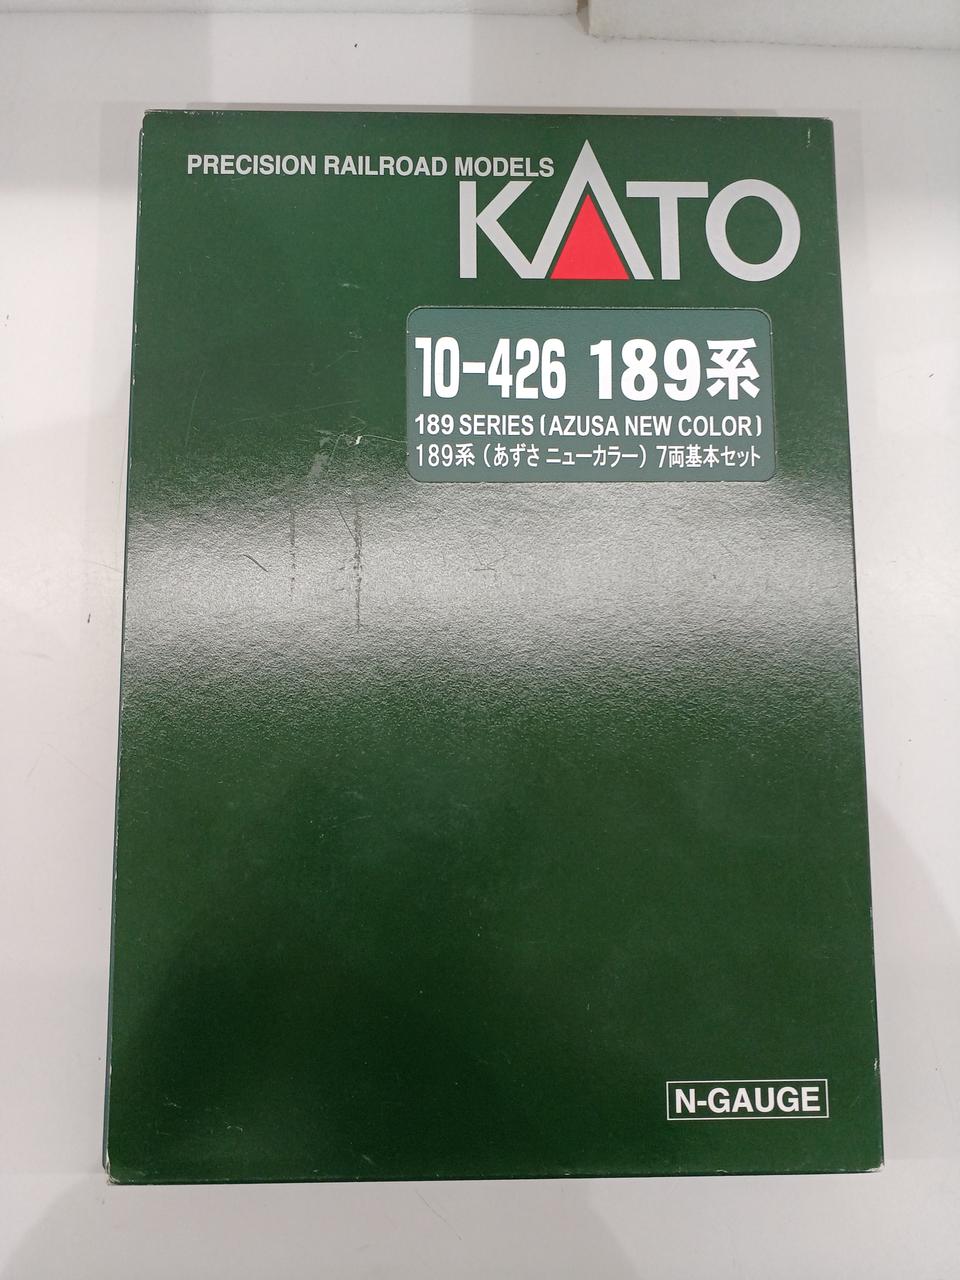 PRECISION RAILROAD MODELS
KATO
10-426 189系
189 SERIES (AZUSA NEW COLOR)
189系 (あずさ ニューカラー) 7両基本セット
N-GAUGE